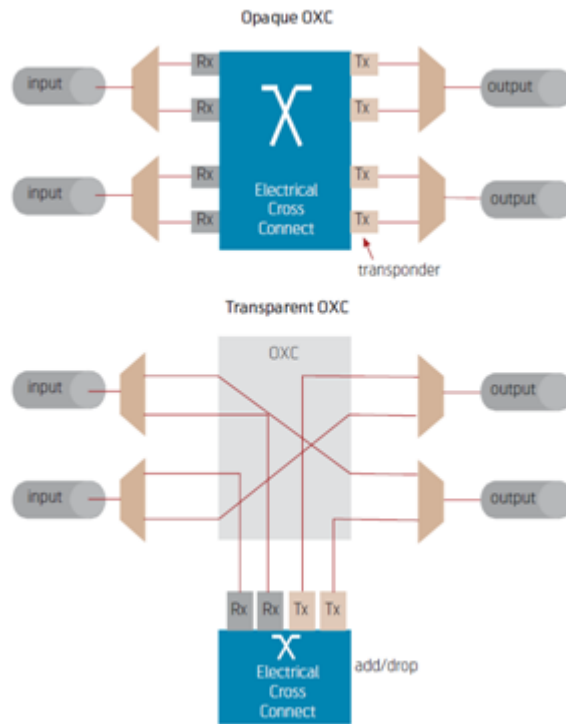 Opaque OXC
input
Rx
Tx
output
Rx
Tx
input
Rx
Tx
output
Rx
Tx
Electrical
Cross
Connect
transponder
Transparent OXC
OXC
input
output
input
output
Rx
Rx
Tx
Tx
add/drop
Electrical
Cross
Connect